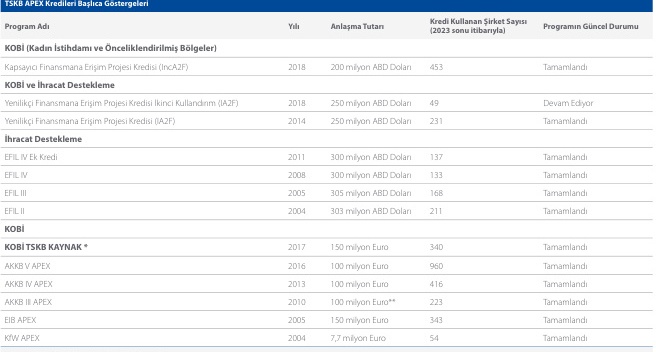 TSKB APEX Kredileri Başlıca Göstergeleri
Program Adı Yılı Anlaşma Tutarı Kredi Kullanan Şirket Sayısı (2023 sonu itibarıyla) Programın Güncel Durumu
KOBİ (Kadın İstihdamı ve Önceliklendirilmiş Bölgeler)
Kapsayıcı Finansmana Erişim Projesi Kredisi (IncA2F) 2018 200 milyon ABD Doları 453 Tamamlandı
KOBİ ve İhracat Destekleme
Yenilikçi Finansmana Erişim Projesi Kredisi İkinci Kullandırım (IA2F) 2018 250 milyon ABD Doları 49 Devam Ediyor
Yenilikçi Finansmana Erişim Projesi Kredisi (IA2F) 2014 250 milyon ABD Doları 231 Tamamlandı
İhracat Destekleme
EFIL IV Ek Kredi 2011 300 milyon ABD Doları 137 Tamamlandı
EFIL IV 2008 300 milyon ABD Doları 133 Tamamlandı
EFIL III 2005 305 milyon ABD Doları 168 Tamamlandı
EFIL II 2004 303 milyon ABD Doları 211 Tamamlandı
KOBİ
KOBİ TSKB KAYNAK * 2017 150 milyon Euro 340 Tamamlandı
AKKB V APEX 2016 100 milyon Euro 960 Tamamlandı
AKKB IV APEX 2013 100 milyon Euro 416 Tamamlandı
AKKB III APEX 2010 100 milyon Euro** 223 Tamamlandı
EIB APEX 2005 150 milyon Euro 343 Tamamlandı
KfW APEX 2004 7,7 milyon Euro 54 Tamamlandı